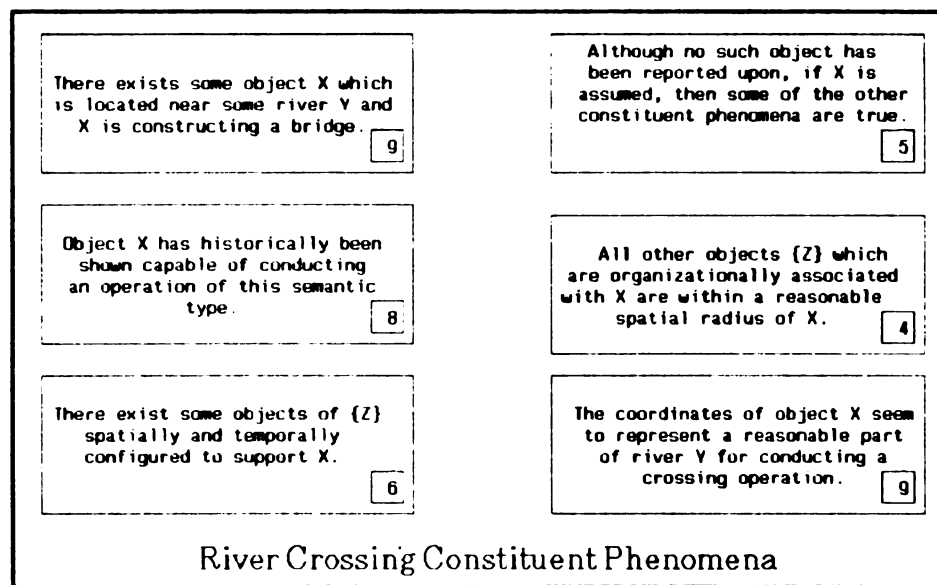 There exists some object X which
is located near some river Y and
X is constructing a bridge.
9
Although no such object has
been reported upon, if X is
assumed, then some of the other
constituent phenomena are true.
5
Object X has historically been
shown capable of conducting
an operation of this semantic
type.
8
All other objects {Z} which
are organizationally associated
with X are within a reasonable
spatial radius of X.
4
There exist some objects of {Z}
spatially and temporally
configured to support X.
6
The coordinates of object X seem
to represent a reasonable part
of river Y for conducting a
crossing operation.
9
River Crossing Constituent Phenomena